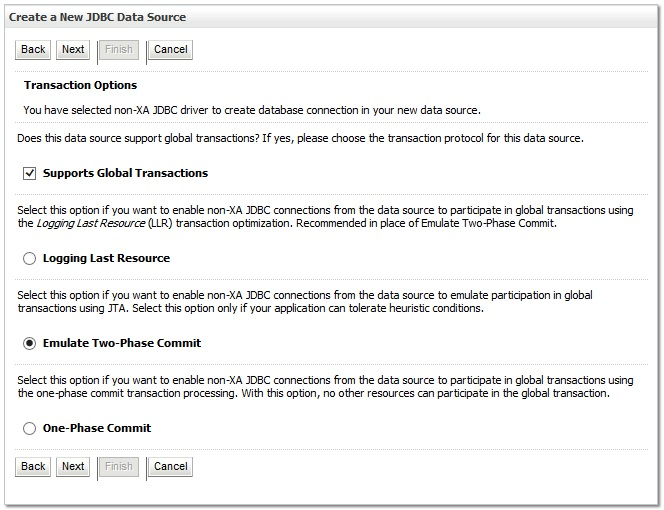 Create a New JDBC Data Source
Back Next Finish Cancel
Transaction Options
You have selected non-XA JDBC driver to create database connection in your new data source.
Does this data source support global transactions? If yes, please choose the transaction protocol for this data source.
Supports Global Transactions
Select this option if you want to enable non-XA JDBC connections from the data source to participate in global transactions using
the Logging Last Resource (LLR) transaction optimization. Recommended in place of Emulate Two-Phase Commit.
Logging Last Resource
Select this option if you want to enable non-XA JDBC connections from the data source to emulate participation in global
transactions using JTA. Select this option only if your application can tolerate heuristic conditions.
Emulate Two-Phase Commit
Select this option if you want to enable non-XA JDBC connections from the data source to participate in global transactions using
the one-phase commit transaction processing. With this option, no other resources can participate in the global transaction.
One-Phase Commit
Back Next Finish Cancel